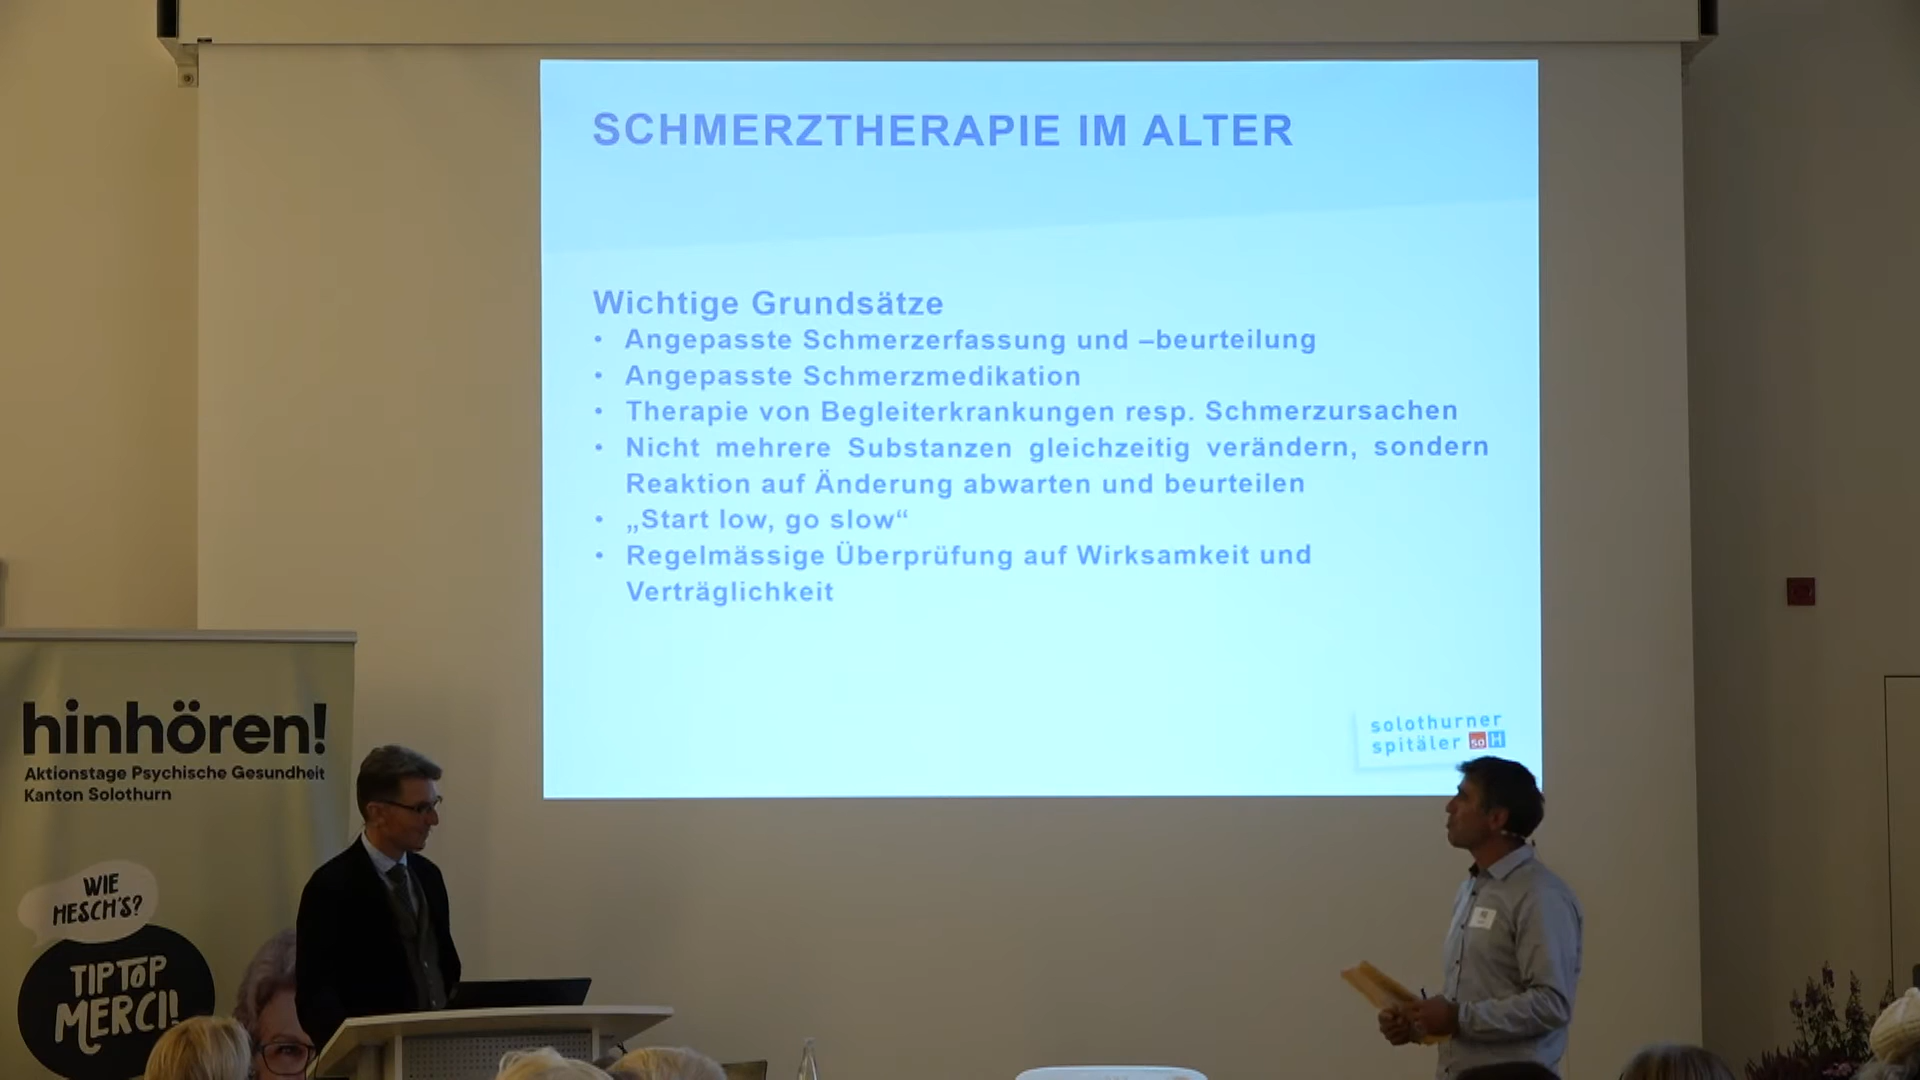 SCHMERZTHERAPIE IM ALTER
Wichtige Grundsätze
• Angepasste Schmerzerfassung und –beurteilung
• Angepasste Schmerzmedikation
• Therapie von Begleiterkrankungen resp. Schmerzursachen
• Nicht mehrere Substanzen gleichzeitig verändern, sondern
Reaktion auf Änderung abwarten und beurteilen
• „Start low, go slow“
• Regelmässige Überprüfung auf Wirksamkeit und
Verträglichkeit
solothurner
spitäler soH
hinhören!
Aktionstage Psychische Gesundheit
Kanton Solothurn
WIE
HESCH'S?
TIP TOP
MERCI!